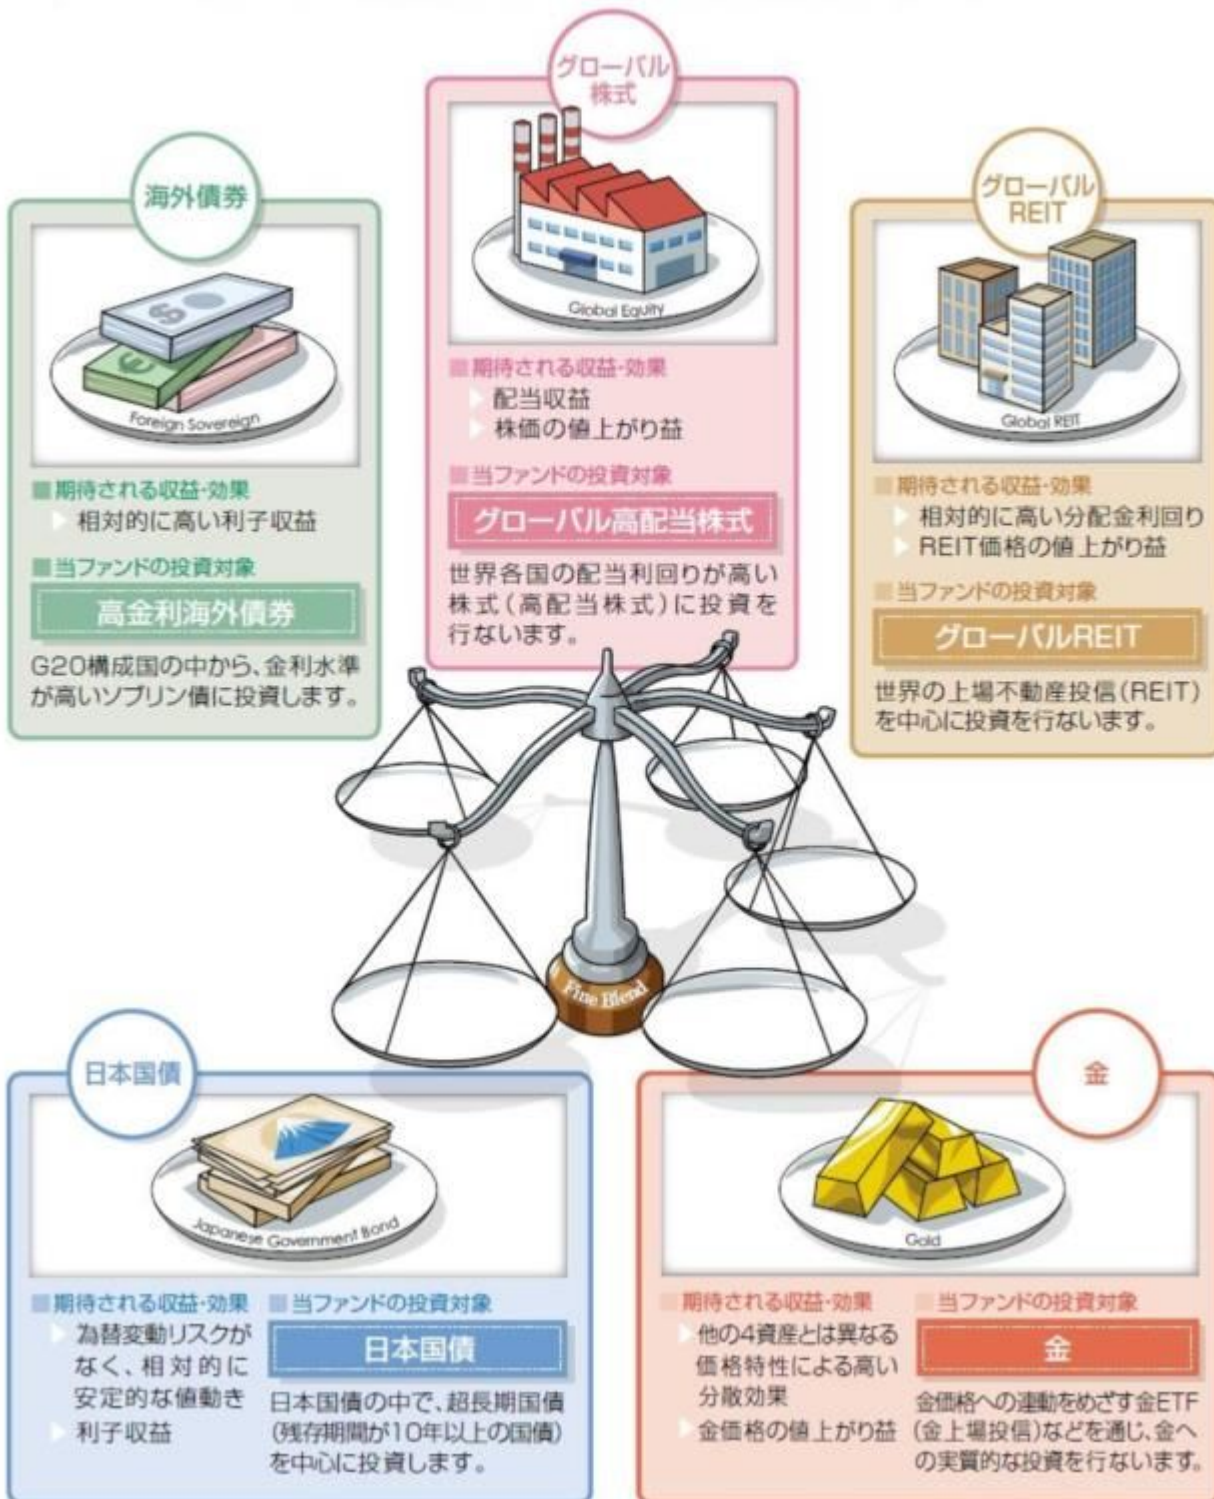 グローバル
株式
Global Equity
■期待される収益・効果
配当収益
株価の値上がり益
■当ファンドの投資対象
グローバル高配当株式
世界各国の配当利回りが高い
株式（高配当株式）に投資を
行ないます。
海外債券
Foreign Sovereign
■期待される収益・効果
相対的に高い利子収益
■当ファンドの投資対象
高金利海外債券
G20構成国の中から、金利水準
が高いソブリン債に投資します。
グローバル
REIT
Global REIT
■期待される収益・効果
相対的に高い分配金利回り
REIT価格の値上がり益
■当ファンドの投資対象
グローバルREIT
世界の上場不動産投信（REIT）
を中心に投資を行ないます。
Fine Blend
日本国債
Japanese Government Bond
■期待される収益・効果
為替変動リスクが
なく、相対的に
安定的な値動き
利子収益
■当ファンドの投資対象
日本国債
日本国債の中で、超長期国債
（残存期間が10年以上の国債）
を中心に投資します。
金
Gold
■期待される収益・効果
他の4資産とは異なる
価格特性による高い
分散効果
金価格の値上がり益
■当ファンドの投資対象
金
金価格への連動をめざす金ETF
（金上場投信）などを通じ、金へ
の実質的な投資を行ないます。